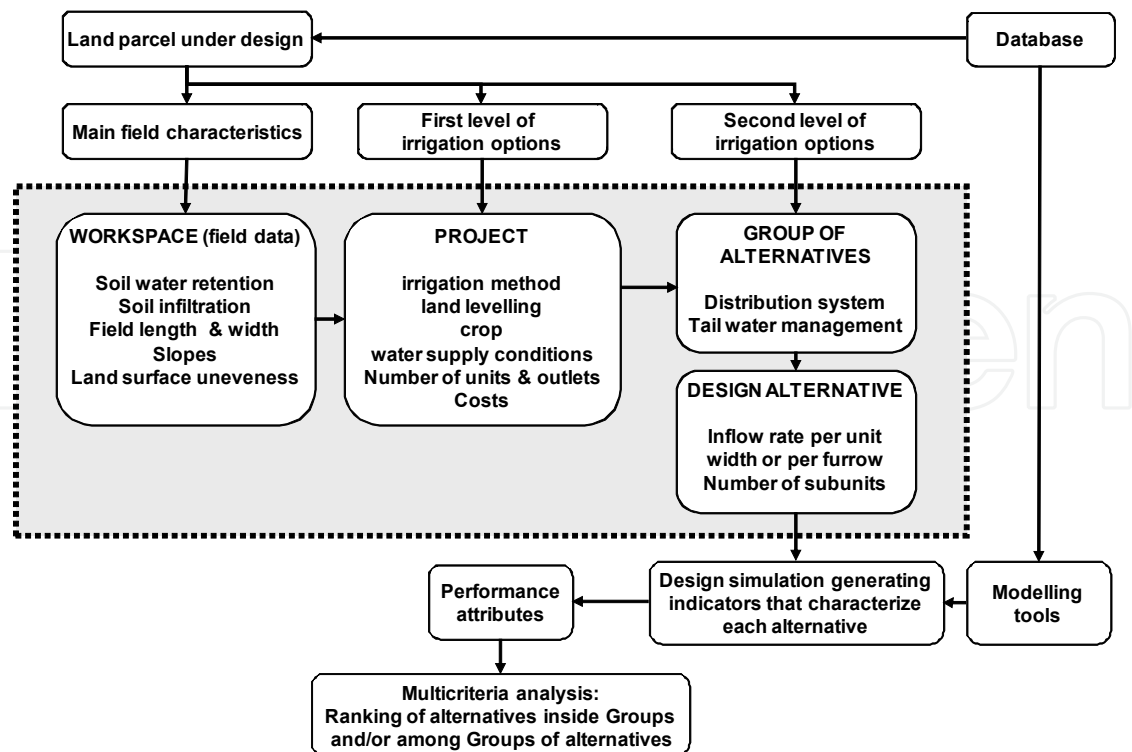 Land parcel under design
Database
Main field characteristics
First level of
irrigation options
Second level of
irrigation options
WORKSPACE (field data)
Soil water retention
Soil infiltration
Field length & width
Slopes
Land surface uneveness
PROJECT
irrigation method
land levelling
crop
water supply conditions
Number of units & outlets
Costs
GROUP OF
ALTERNATIVES
Distribution system
Tail water management
DESIGN ALTERNATIVE
Inflow rate per unit
width or per furrow
Number of subunits
Performance
attributes
Design simulation generating
indicators that characterize
each alternative
Modelling
tools
Multicriteria analysis:
Ranking of alternatives inside Groups
and/or among Groups of alternatives